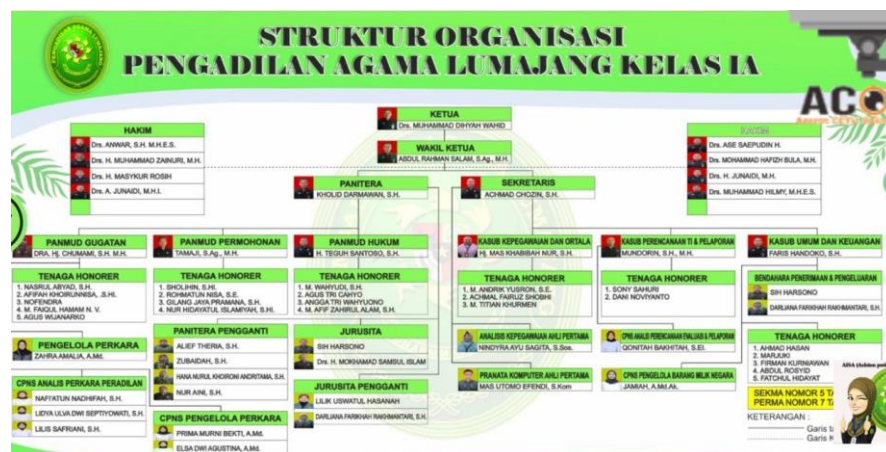 STRUKTUR ORGANISASI
PENGADILAN AGAMA LUMAJANG KELAS IA
KETUA
Drs. MUHAMMAD DIHYAH WAHID
WAKIL KETUA
ABDUL RAHMAN SALAM, S.Ag., M.H.
HAKIM
Drs. ANWAR, S.H. M.H.E.S.
Drs. H. MUHAMMAD ZAINURI, M.H.
Drs. H. MASYKUR ROSIH
Drs. A. JUNAIDI, M.H.I.
HAKIM
Drs. ASE SAEPUDIN H.
Drs. MOHAMMAD HAFIZH BULA, M.H.
Drs. H. JUNAIDI, M.H.
Drs. MUHAMMAD HILMY, M.H.E.S.
PANITERA
KHOLID DARMAWAN, S.H.
SEKRETARIS
ACHMAD CHOZIN, S.H.
PANMUD GUGATAN
DRA. Hj. CHUMAMI, S.H. M.H.
PANMUD PERMOHONAN
TAMAJI, S.Ag., M.H.
PANMUD HUKUM
H. TEGUH SANTOSO, S.H.
KASUB KEPEGAWAIAN DAN ORTALA
Hj. MAS KHABIBAH NUR, S.H.
KASUB PERENCANAAN TI & PELAPORAN
MUNDORIN, S.H., M.H.
KASUB UMUM DAN KEUANGAN
FARIS HANDOKO, S.H.
TENAGA HONORER
1. NASRUL ABYAD, S.H.
2. AFIFAH KHOIRUNNISA, .S.HI.
3. NOFENDRA
4. M. FAIQUL HAMAM N. V.
5. AGUS WIJANARKO
TENAGA HONORER
1. SHOLIHIN, S.HI.
2. ROHMATUN NISA, S.E.
3. GILANG JAYA PRAMANA, S.H.
4. NUR HIDAYATUL ISLAMIYAH, S.HI.
TENAGA HONORER
1. M. WAHYUDI, S.H.
2. AGUS TRI CAHYO
3. ANGGA TRI WAHYUONO
4. M. AFIF ZAHIRUL ALAM, S.H.
TENAGA HONORER
1. M. ANDRIK YUSRON, S.E.
2. ACHMAL FAIRUZ SHOBHI
3. M. TITIAN KHURMEN
TENAGA HONORER
1. SONY SAHURI
2. DANI NOVIYANTO
BENDAHARA PENERIMAAN & PENGELUARAN
SIH HARSONO
DARLIANA FARIKHAH RAKHMANTARI, S.H.
PENGELOLA PERKARA
ZAHRA AMALIA, A.Md.
CPNS ANALIS PERKARA PERADILAN
NAFI'ATUN NADHIFAH, S.H.
LIDYA ULVA DWI SEPTIYOWATI, S.H.
LILIS SAFRIANI, S.H.
PANITERA PENGGANTI
ALIEF THERIA, S.H.
ZUBAIDAH, S.H.
HANA NURUL KHOIRONI ANDRITAMA, S.H.
NUR AINI, S.H.
CPNS PENGELOLA PERKARA
PRIMA MURNI BEKTI, A.Md.
ELSA DWI AGUSTINA, A.Md.
JURUSITA
SIH HARSONO
Drs. H. MOKHAMAD SAMSUL ISLAM
JURUSITA PENGGANTI
LILIK USWATUL HASANAH
DARLIANA FARIKHAH RAKHMANTARI, S.H.
ANALISIS KEPEGAWAIAN AHLI PERTAMA
NINDYRA AYU SAGITA, S.Sos.
PRANATA KOMPUTER AHLI PERTAMA
MAS UTOMO EFENDI, S.Kom
CPNS ANALIS PERENCANAAN EVALUASI & PELAPORAN
QONITAH BAKHITAH, S.EI.
CPNS PENGELOLA BARANG MILIK NEGARA
JAMIAH, A.Md.Ak.
TENAGA HONORER
1. AHMAD HASAN
2. MARJUKI
3. FIRMAN KURNIAWAN
4. ABDUL ROSYID
5. FATCHUL HIDAYAT
SEKMA NOMOR 5 TA
PERMA NOMOR 7 TA
KETERANGAN :
Garis
Garis